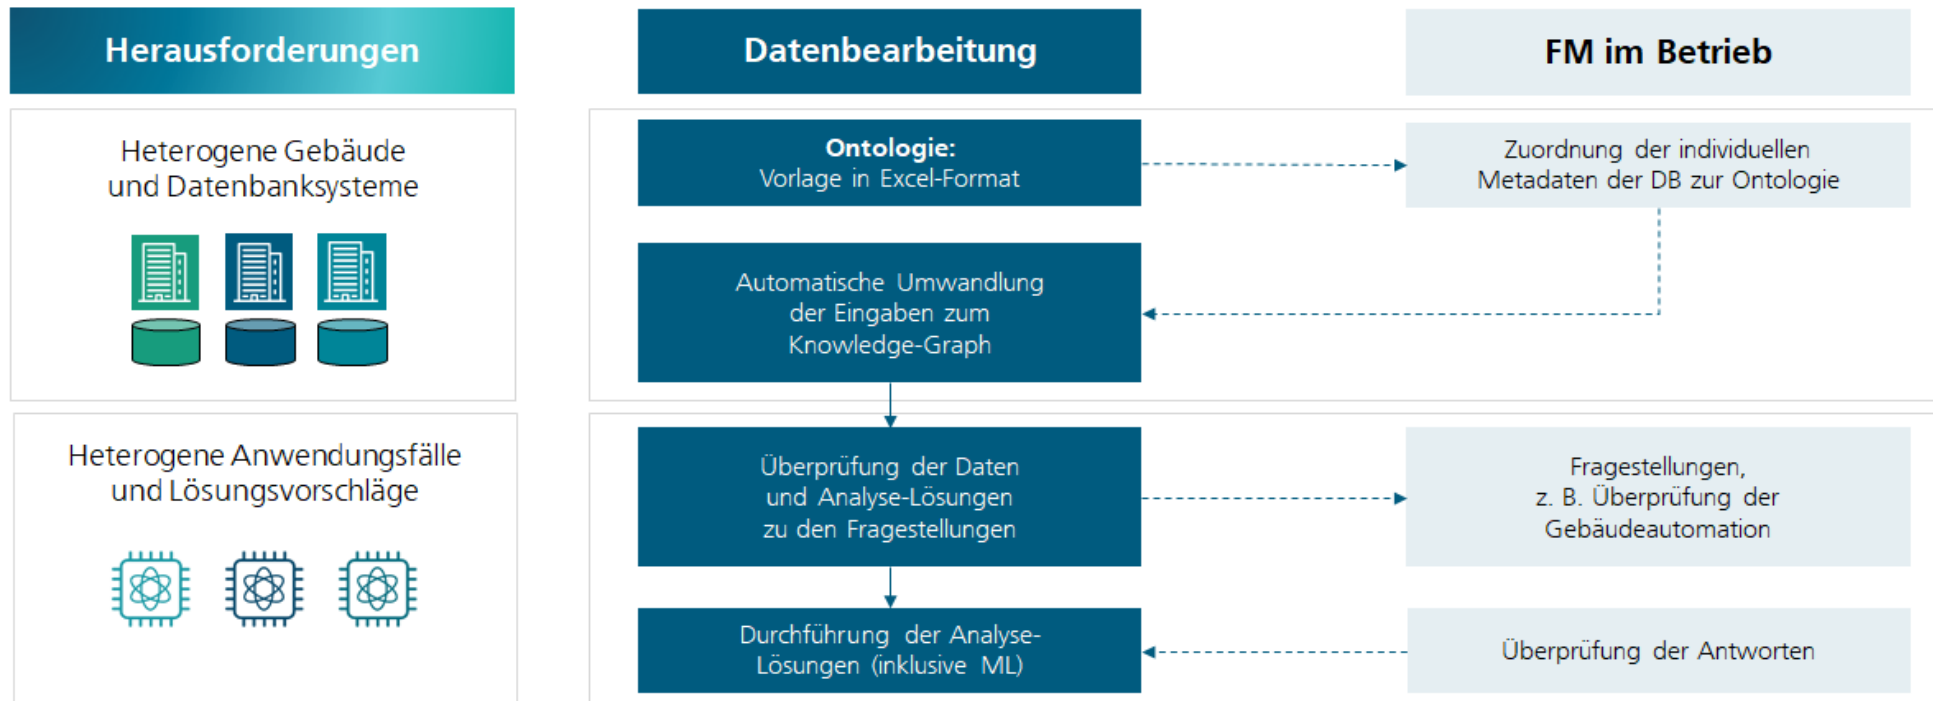 Herausforderungen
Datenbearbeitung
FM im Betrieb
Heterogene Gebäude
und Datenbanksysteme
Ontologie:
Vorlage in Excel-Format
Zuordnung der individuellen
Metadaten der DB zur Ontologie
Automatische Umwandlung
der Eingaben zum
Knowledge-Graph
Heterogene Anwendungsfälle
und Lösungsvorschläge
Überprüfung der Daten
und Analyse-Lösungen
zu den Fragestellungen
Fragestellungen,
z. B. Überprüfung der
Gebäudeautomation
Durchführung der Analyse-
Lösungen (inklusive ML)
Überprüfung der Antworten